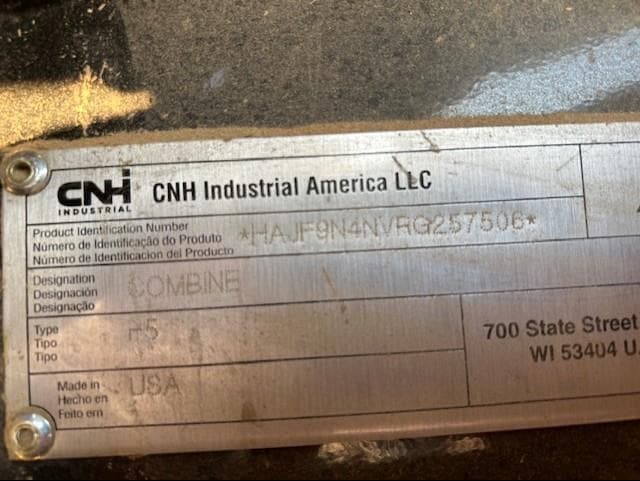 CNH
INDUSTRIAL
CNH Industrial America LLC
Product Identification Number
Número de Identificação do Produto
Número de Identificacion del Producto
*HAJF9N4NVRG257506*
Designation
Designación
Designação
COMBINE
Type
Tipo
Tipo
Made in
Hecho en
Feito em
USA
700 State Street
WI 53404 U.